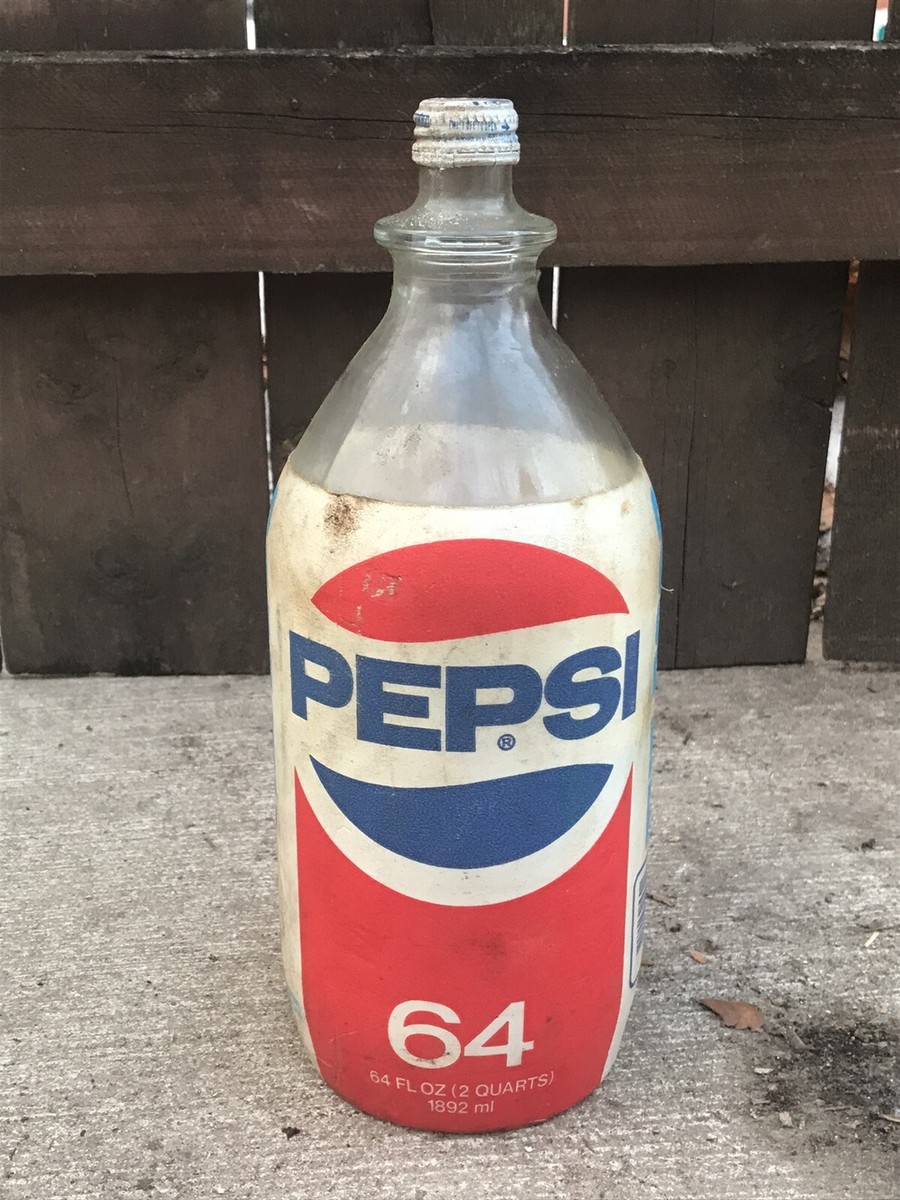 PEPSI
®
64
64 FL OZ (2 QUARTS)
1892 ml